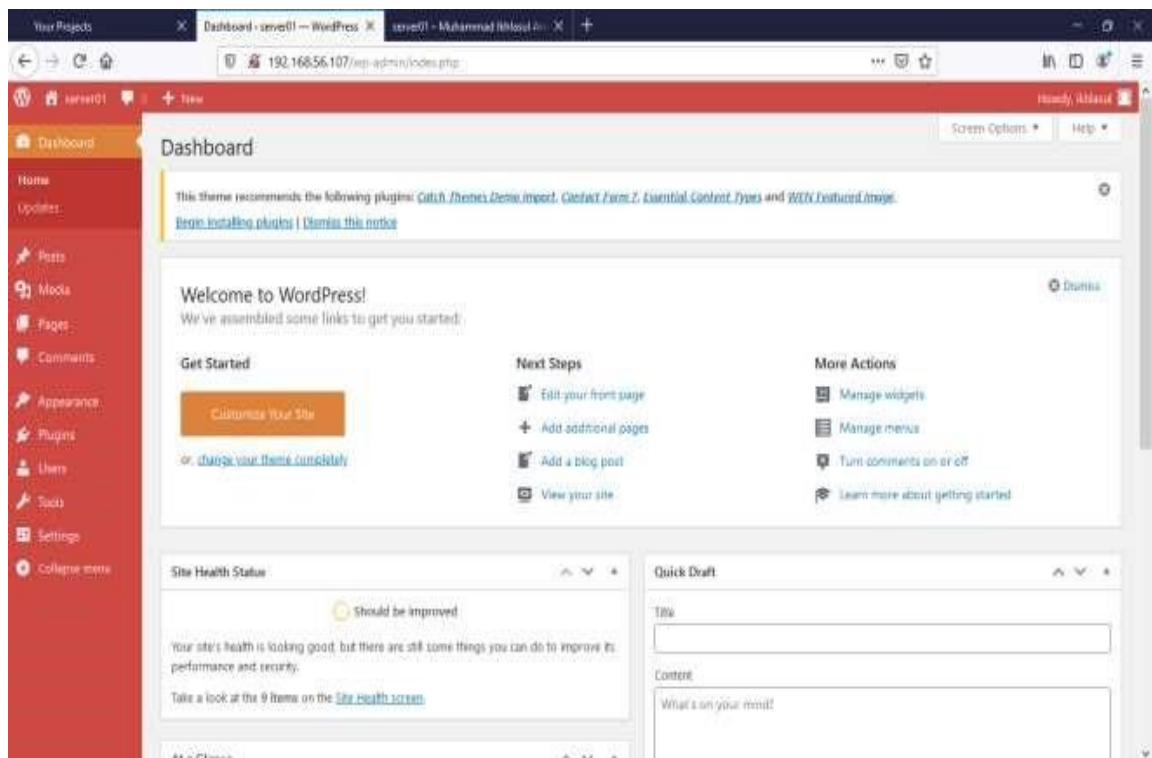 Your Projects
Dashboard ‹ server01 — WordPress
server01 – Muhammad Ikhlasul
192.168.56.107/wp-admin/index.php
server01
+ New
Howdy, ikhlasul
Dashboard
Home
Updates
Posts
Media
Pages
Comments
Appearance
Plugins
Users
Tools
Settings
Collapse menu
Screen Options
Help
Dashboard
This theme recommends the following plugins: Catch Themes Demo Import, Contact Form 7, Essential Content Types and WEN Featured Image.
Begin installing plugins | Dismiss this notice
Welcome to WordPress!
Dismiss
We've assembled some links to get you started:
Get Started
Customize Your Site
or, change your theme completely
Next Steps
Edit your front page
Add additional pages
Add a blog post
View your site
More Actions
Manage widgets
Manage menus
Turn comments on or off
Learn more about getting started
Site Health Status
Should be improved
Your site's health is looking good, but there are still some things you can do to improve its
performance and security.
Take a look at the 9 items on the Site Health screen.
At a Glance
Quick Draft
Title
Content
What's on your mind?